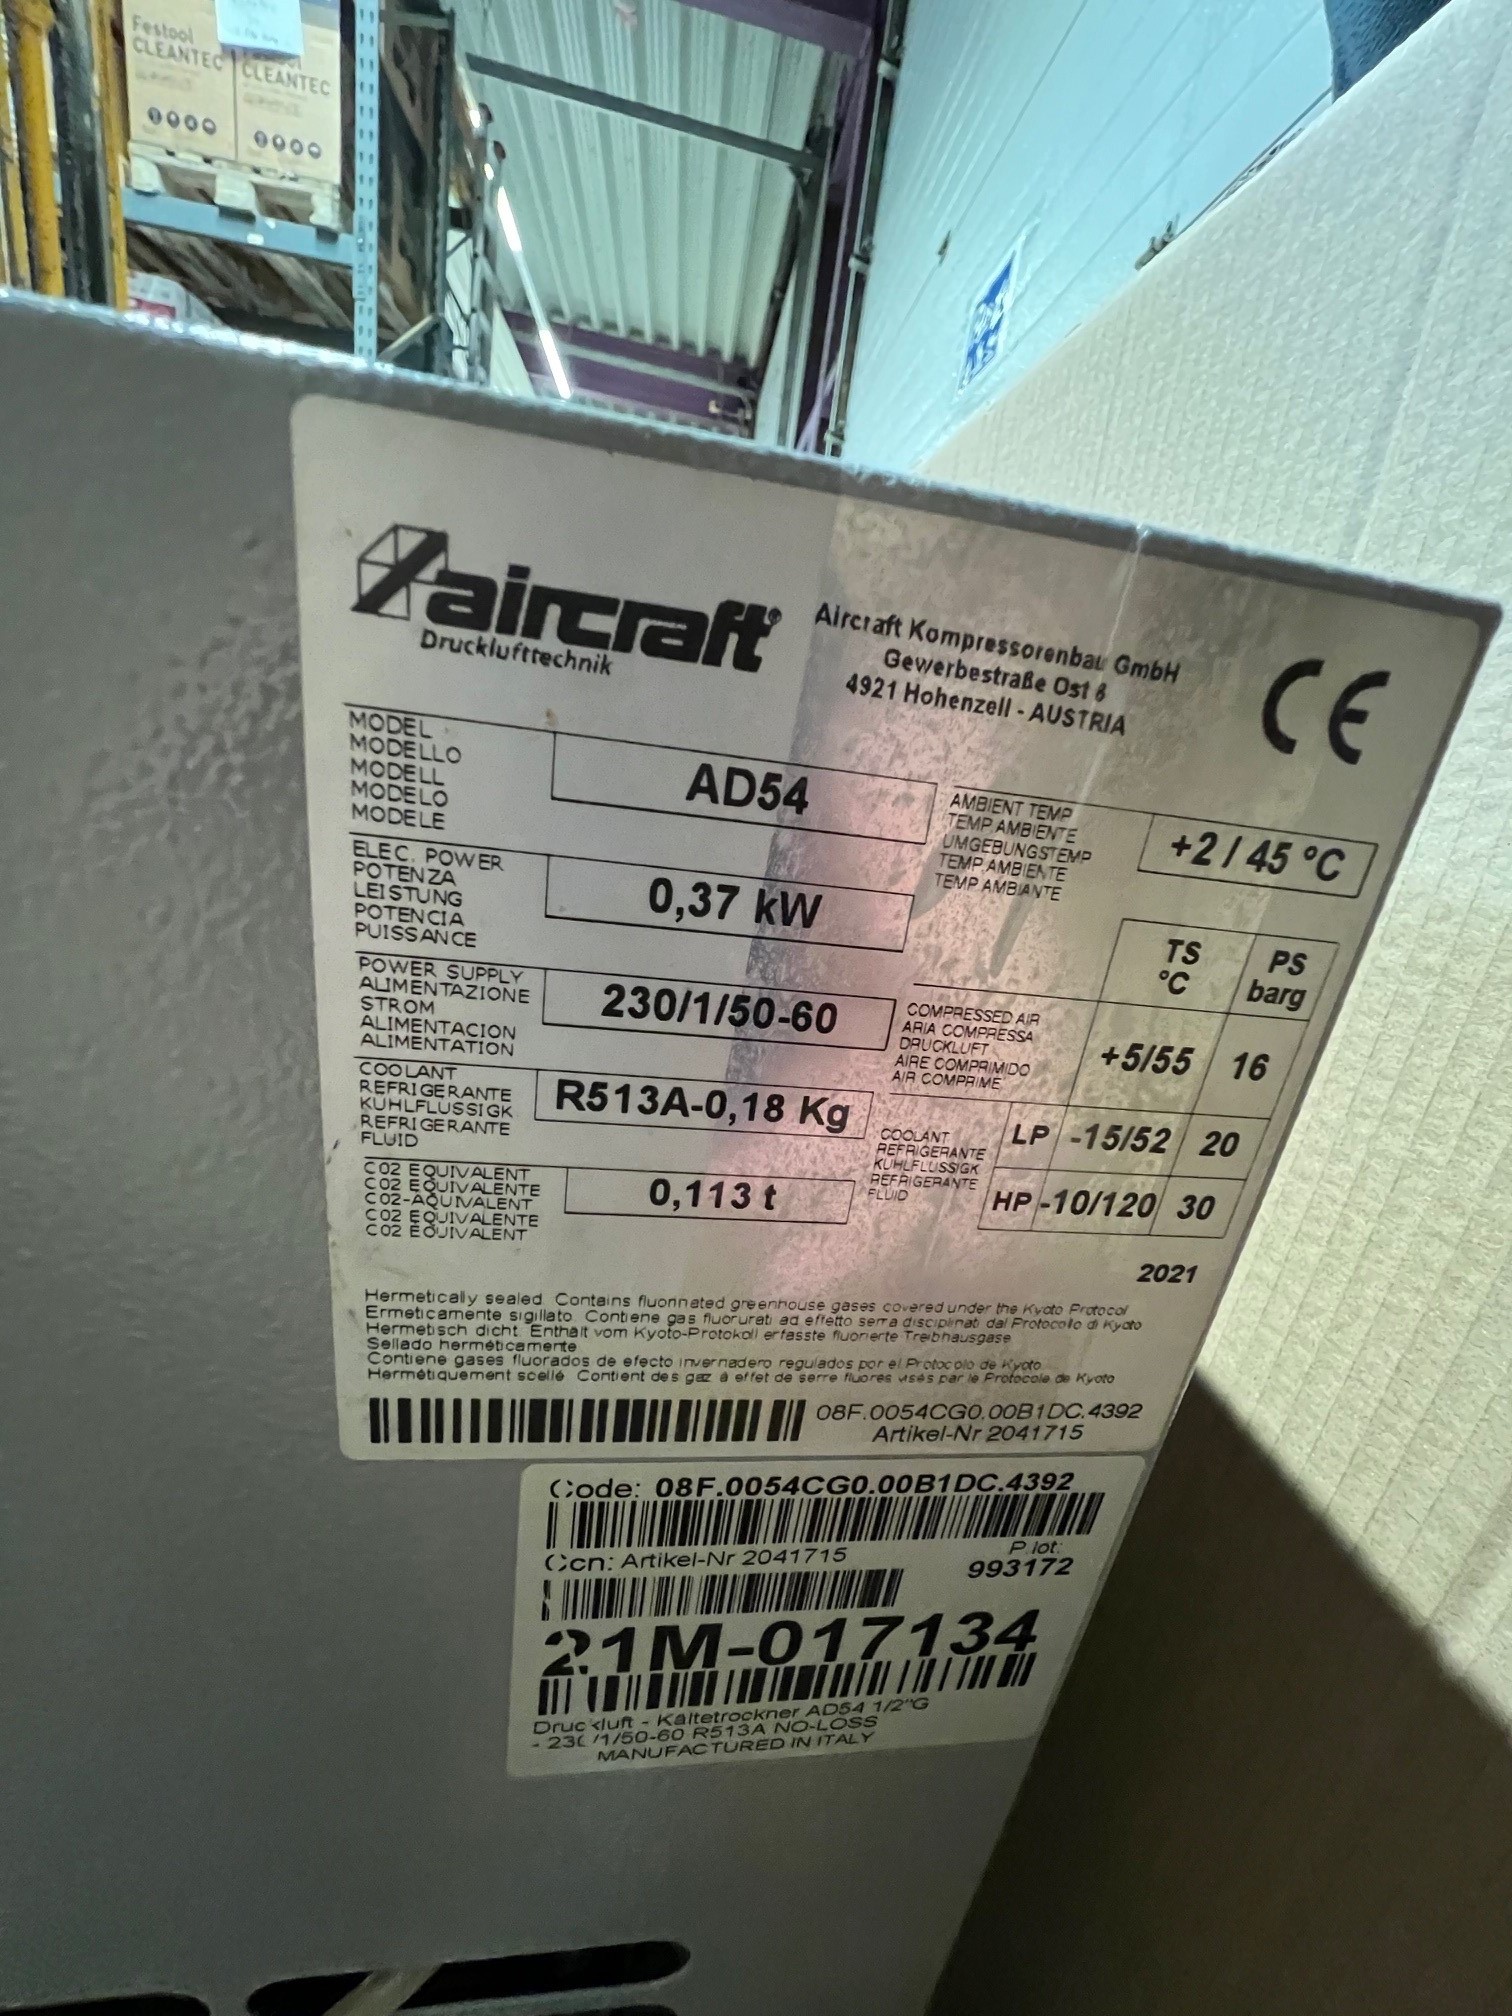 Festool
CLEANTEC
CLEANTEC
aircraft®
Drucklufttechnik
Aircraft Kompressorenbau GmbH
Gewerbestraße Ost 6
4921 Hohenzell - AUSTRIA
CE
MODEL
MODELLO
MODELL
MODELO
MODELE
AD54
ELEC. POWER
POTENZA
LEISTUNG
POTENCIA
PUISSANCE
0,37 kW
POWER SUPPLY
ALIMENTAZIONE
STROM
ALIMENTACION
ALIMENTATION
230/1/50-60
COOLANT
REFRIGERANTE
KUHLFLUSSIGK
REFRIGERANTE
FLUID
R513A-0,18 Kg
C02 EQUIVALENT
C02 EQUIVALENTE
C02-AQUIVALENT
C02 EQUIVALENTE
C02 EQUIVALENT
0,113 t
AMBIENT TEMP
TEMP.AMBIENTE
UMGEBUNGSTEMP
TEMP.AMBIENTE
TEMP.AMBIANTE
+2 / 45 °C
TS
°C
PS
barg
COMPRESSED AIR
ARIA COMPRESSA
DRUCKLUFT
AIRE COMPRIMIDO
AIR COMPRIME
+5/55
16
COOLANT
REFRIGERANTE
KUHLFLUSSIGK
REFRIGERANTE
FLUID
LP -15/52 20
HP -10/120 30
2021
Hermetically sealed. Contains fluorinated greenhouse gases covered under the Kyoto Protocol
Ermeticamente sigillato. Contiene gas fluorurati ad effetto serra disciplinati dal Protocollo di Kyoto
Hermetisch dicht. Enthält vom Kyoto-Protokoll erfasste fluorierte Treibhausgase
Sellado herméticamente
Contiene gases fluorados de efecto invernadero regulados por el Protocolo de Kyoto
Hermétiquement scellé. Contient des gaz à effet de serre fluorés visés par le Protocole de Kyoto
08F.0054CG0.00B1DC.4392
Artikel-Nr 2041715
Code: 08F.0054CG0.00B1DC.4392
Ccn: Artikel-Nr 2041715
P.lot:
993172
21M-017134
Druckluft - Kältetrockner AD54 1/2"G
- 230/1/50-60 R513A NO-LOSS
MANUFACTURED IN ITALY